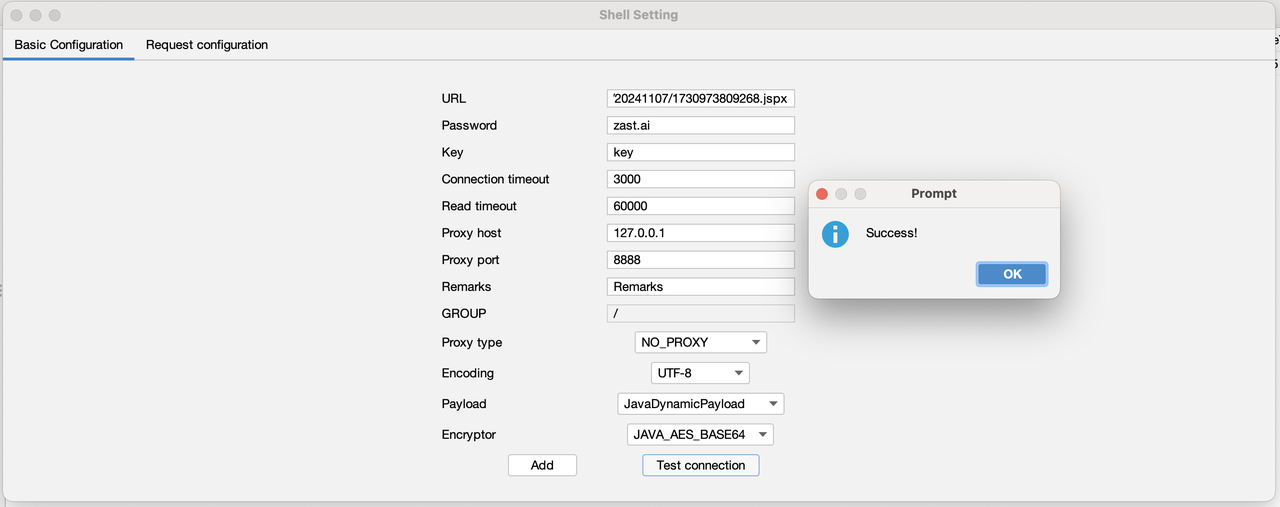 Shell Setting
Basic Configuration Request configuration
URL '20241107/1730973809268.jspx
Password zast.ai
Key key
Connection timeout 3000
Read timeout 60000
Proxy host 127.0.0.1
Proxy port 8888
Remarks Remarks
GROUP /
Proxy type NO_PROXY
Encoding UTF-8
Payload JavaDynamicPayload
Encryptor JAVA_AES_BASE64
Add Test connection
Prompt
Success!
OK